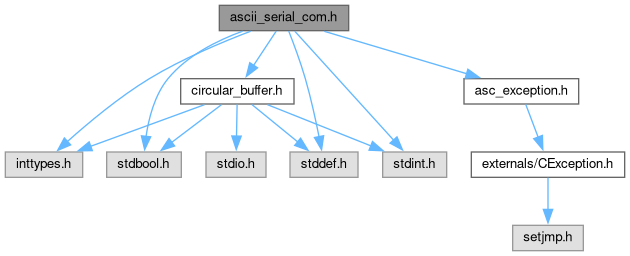 ascii_serial_com.h
circular_buffer.h
asc_exception.h
inttypes.h
stdbool.h
stdio.h
stddef.h
stdint.h
externals/CException.h
setjmp.h